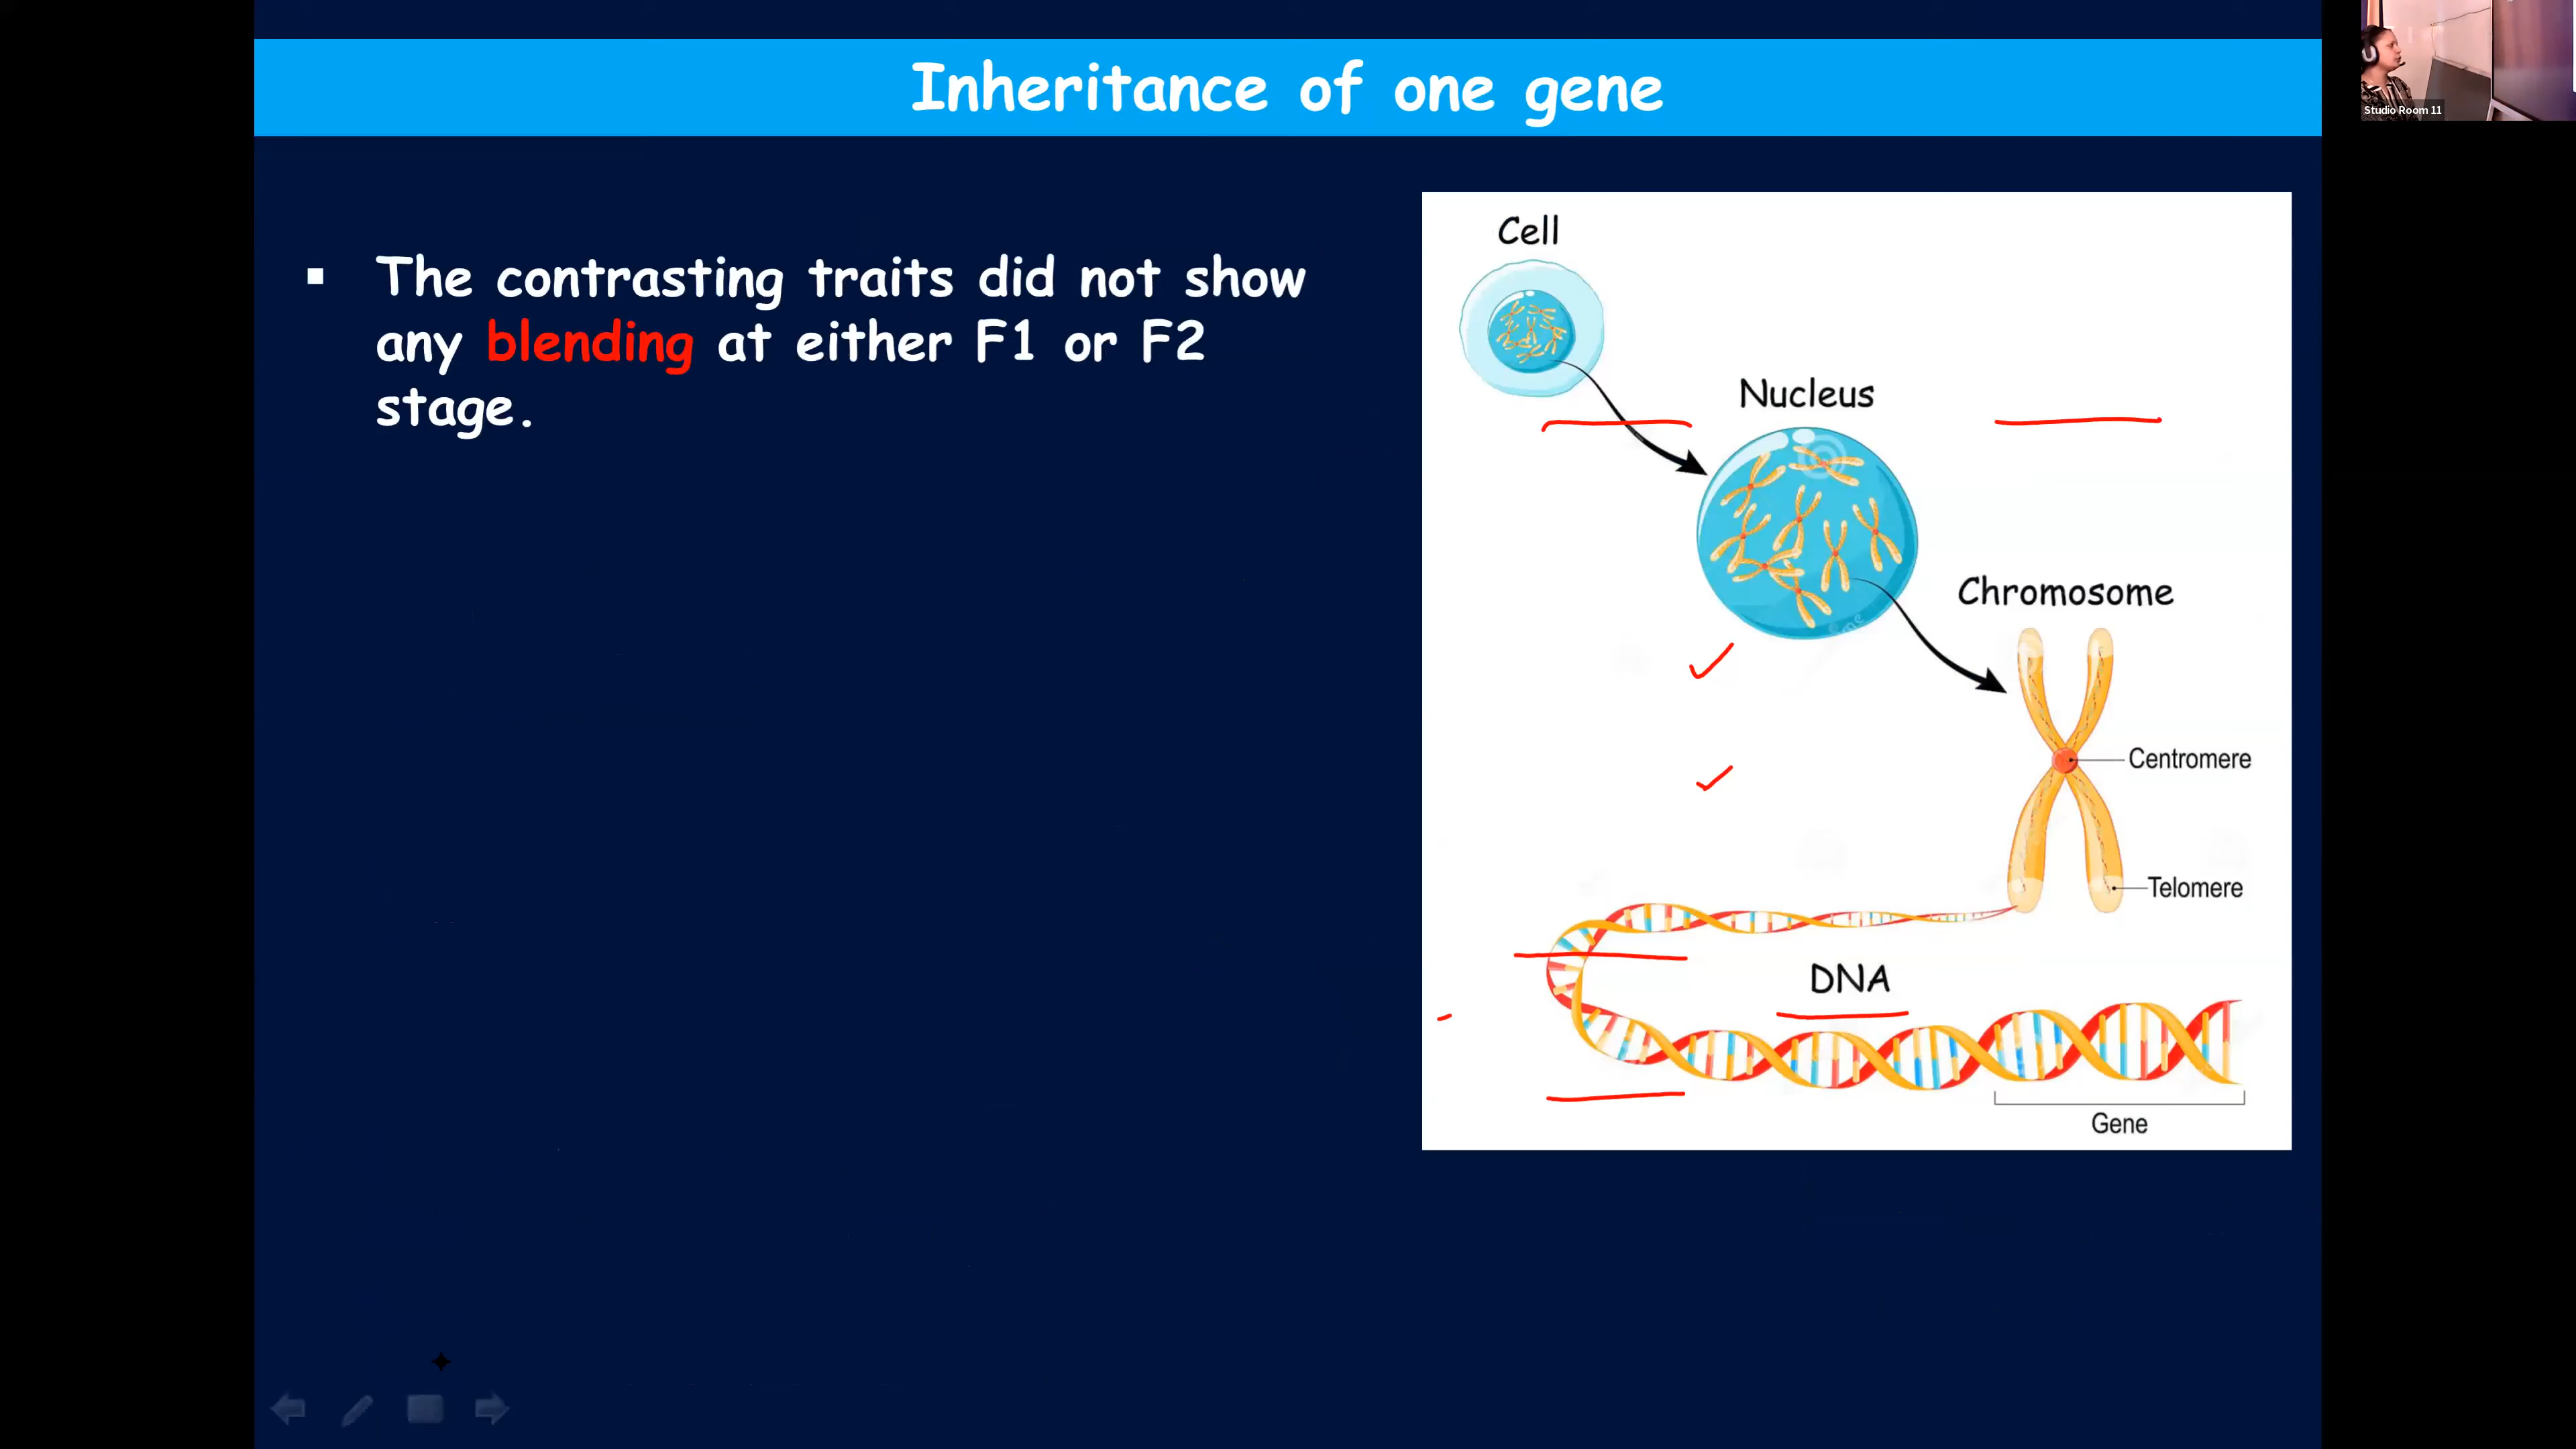 Inheritance of one gene
Studio Room 11
▪ The contrasting traits did not show
any blending at either F1 or F2
stage.
Cell
Nucleus
Chromosome
Centromere
Telomere
DNA
Gene